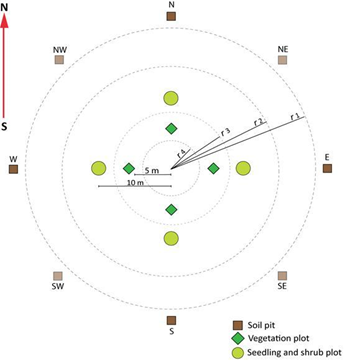 N
N
NW
NE
r 1
r 2
r 3
r 4
S
W
E
5 m
10 m
SW
SE
S
Soil pit
Vegetation plot
Seedling and shrub plot